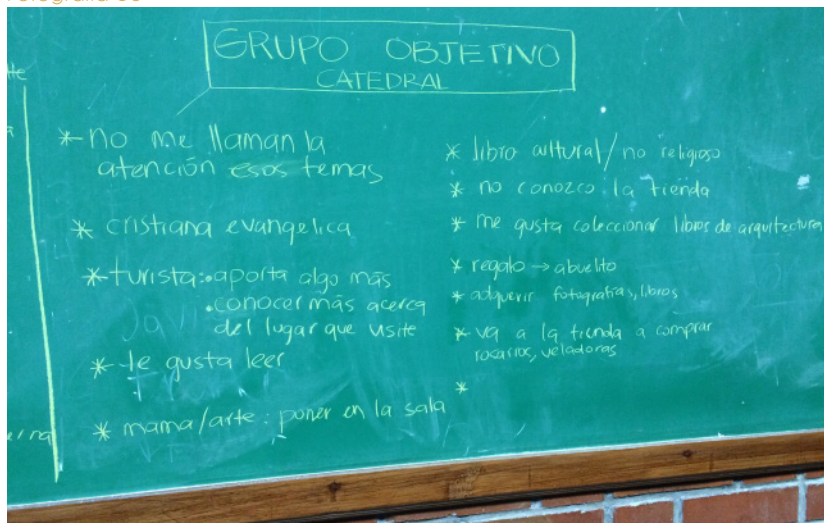 GRUPO OBJETIVO
CATEDRAL
* no me llaman la
atención esos temas
* cristiana evangelica
* turista: • aporta algo más
• conocer más acerca
del lugar que visite
* le gusta leer
* mama/arte: poner en la sala
* libro cultural/no religioso
* no conozco la tienda
* me gusta coleccionar libros de arquitectura
* regalo → abuelito
* adquerir fotografias, libros
* va a la tienda a comprar
rosarios, veladoras
*